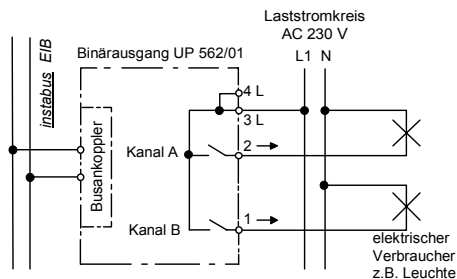 Laststromkreis
AC 230 V
L1 N
Binärausgang UP 562/01
instabus EIB
Busankoppler
4 L
3 L
Kanal A
2
Kanal B
1
elektrischer
Verbraucher
z.B. Leuchte